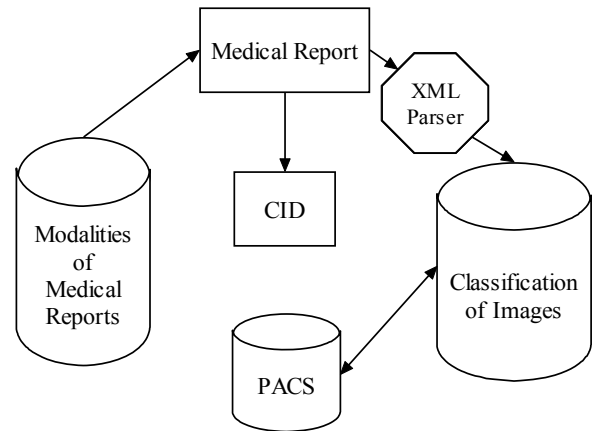 Medical Report
XML
Parser
CID
Modalities
of
Medical
Reports
Classification
of Images
PACS